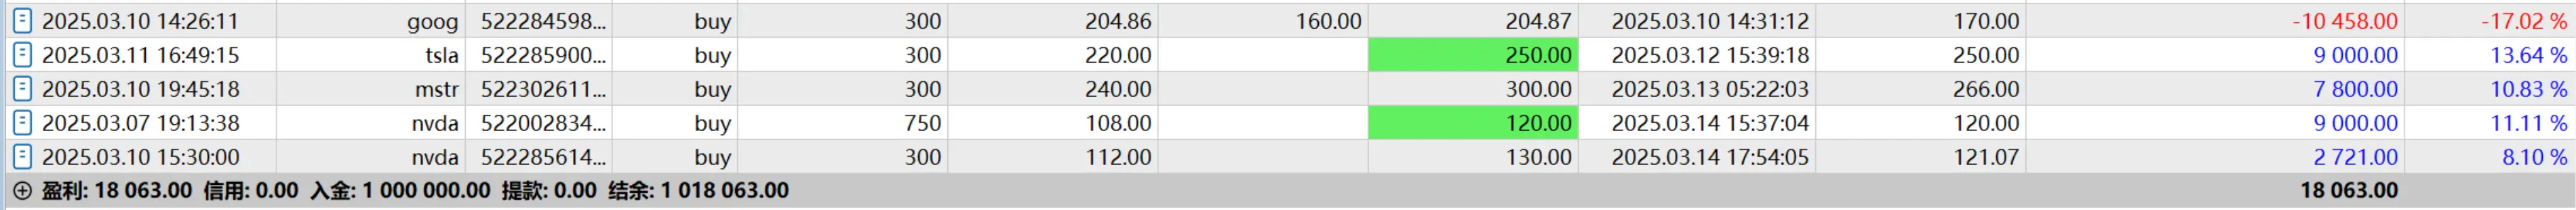 2025.03.10 14:26:11 goog 522284598... buy 300 204.86 160.00 204.87 2025.03.10 14:31:12 170.00 -10 458.00 -17.02 %
2025.03.11 16:49:15 tsla 522285900... buy 300 220.00 250.00 2025.03.12 15:39:18 250.00 9 000.00 13.64 %
2025.03.10 19:45:18 mstr 522302611... buy 300 240.00 300.00 2025.03.13 05:22:03 266.00 7 800.00 10.83 %
2025.03.07 19:13:38 nvda 522002834... buy 750 108.00 120.00 2025.03.14 15:37:04 120.00 9 000.00 11.11 %
2025.03.10 15:30:00 nvda 522285614... buy 300 112.00 130.00 2025.03.14 17:54:05 121.07 2 721.00 8.10 %
盈利: 18 063.00 信用: 0.00 入金: 1 000 000.00 提款: 0.00 结余: 1 018 063.00 18 063.00